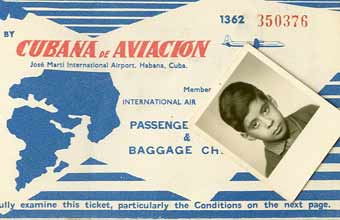 1362 350376
BY CUBANA DE AVIACION
José Martí International Airport, Habana, Cuba.
Member
INTERNATIONAL AIR
PASSENGE
&
BAGGAGE CH
ully examine this ticket, particularly the Conditions on the next page.